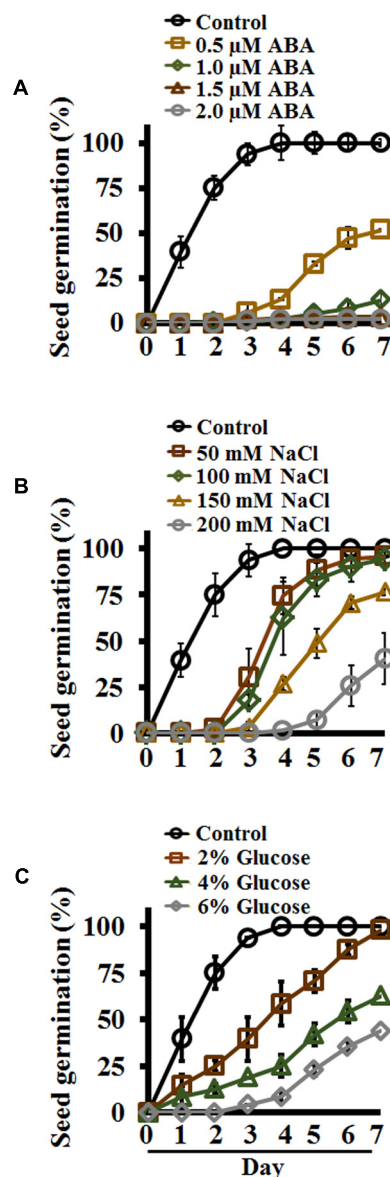 A
Control
0.5 µM ABA
1.0 µM ABA
1.5 µM ABA
2.0 µM ABA
Seed germination (%)
100
75
50
25
0
0 1 2 3 4 5 6 7
B
Control
50 mM NaCl
100 mM NaCl
150 mM NaCl
200 mM NaCl
Seed germination (%)
100
75
50
25
0
0 1 2 3 4 5 6 7
C
Control
2% Glucose
4% Glucose
6% Glucose
Seed germination (%)
100
75
50
25
0
0 1 2 3 4 5 6 7
Day